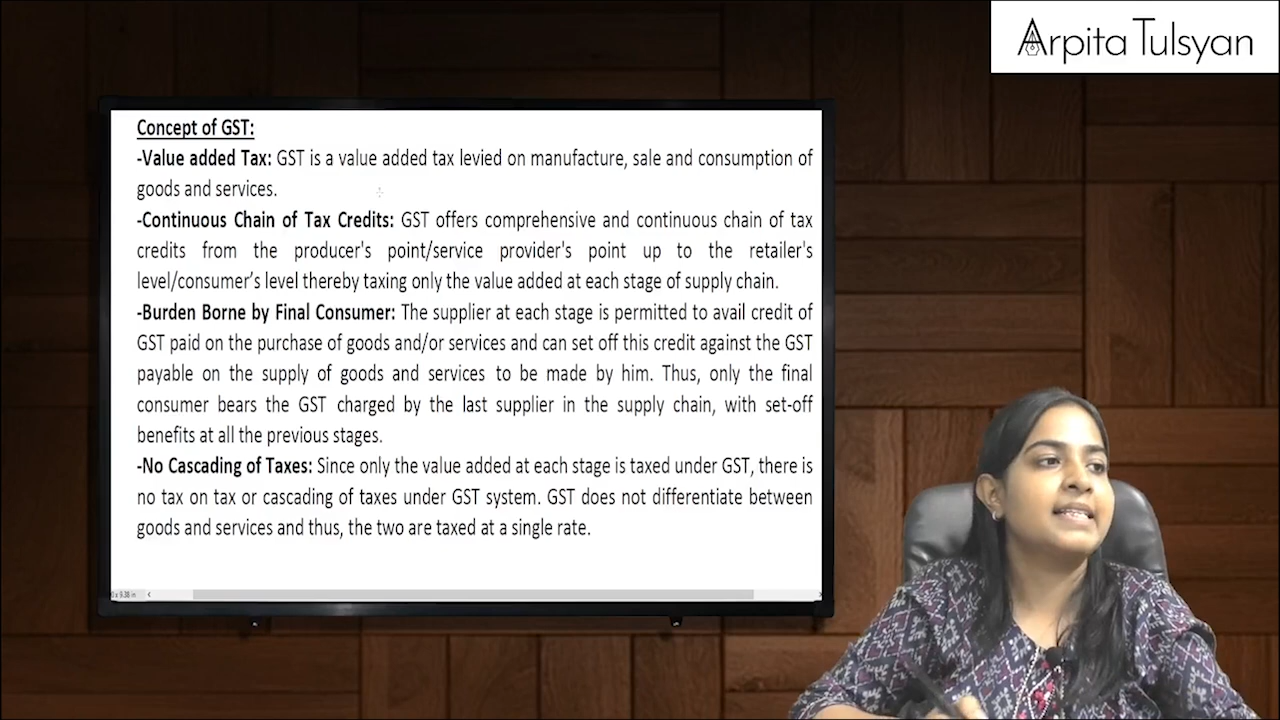 Arpita Tulsyan
Concept of GST:
-Value added Tax: GST is a value added tax levied on manufacture, sale and consumption of
goods and services.
-Continuous Chain of Tax Credits: GST offers comprehensive and continuous chain of tax
credits from the producer's point/service provider's point up to the retailer's
level/consumer’s level thereby taxing only the value added at each stage of supply chain.
-Burden Borne by Final Consumer: The supplier at each stage is permitted to avail credit of
GST paid on the purchase of goods and/or services and can set off this credit against the GST
payable on the supply of goods and services to be made by him. Thus, only the final
consumer bears the GST charged by the last supplier in the supply chain, with set-off
benefits at all the previous stages.
-No Cascading of Taxes: Since only the value added at each stage is taxed under GST, there is
no tax on tax or cascading of taxes under GST system. GST does not differentiate between
goods and services and thus, the two are taxed at a single rate.
x 9.38 in